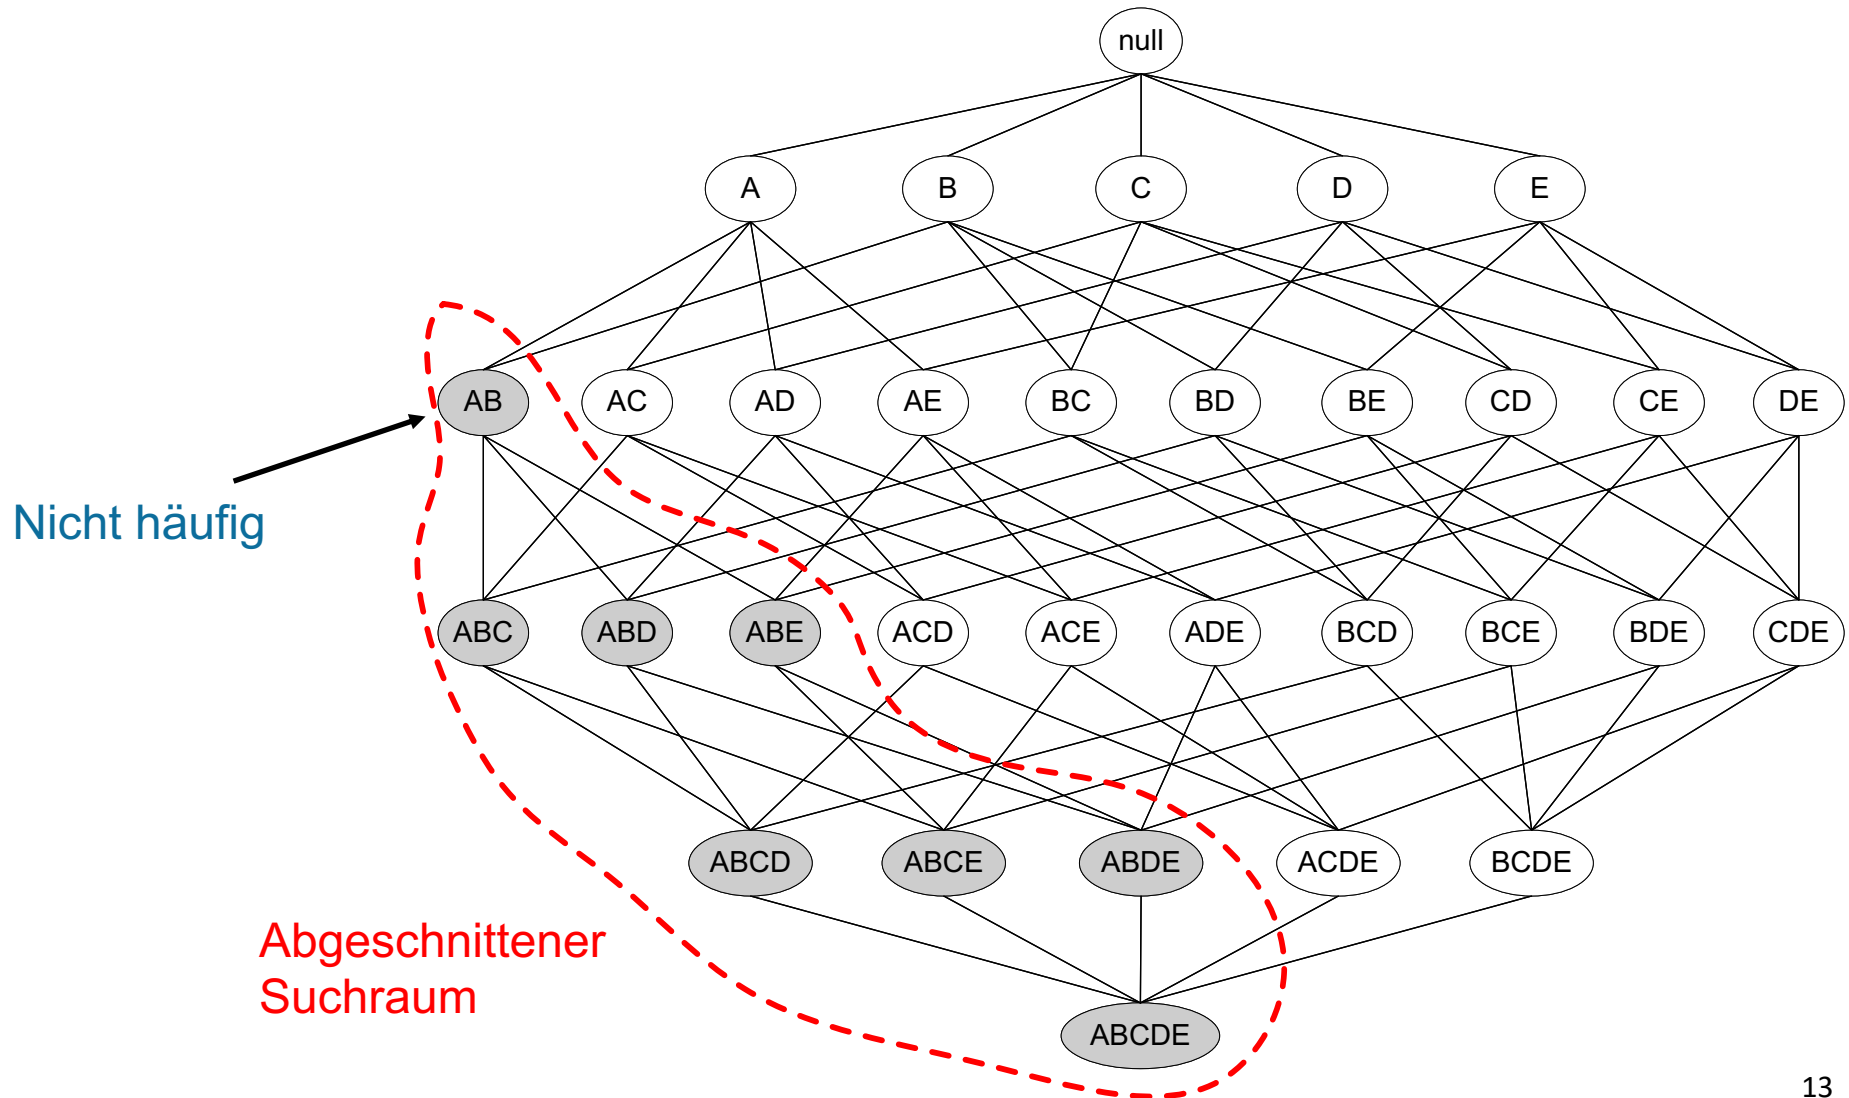 null
A B C D E
AB AC AD AE BC BD BE CD CE DE
Nicht häufig
ABC ABD ABE ACD ACE ADE BCD BCE BDE CDE
ABCD ABCE ABDE ACDE BCDE
Abgeschnittener
Suchraum
ABCDE
13